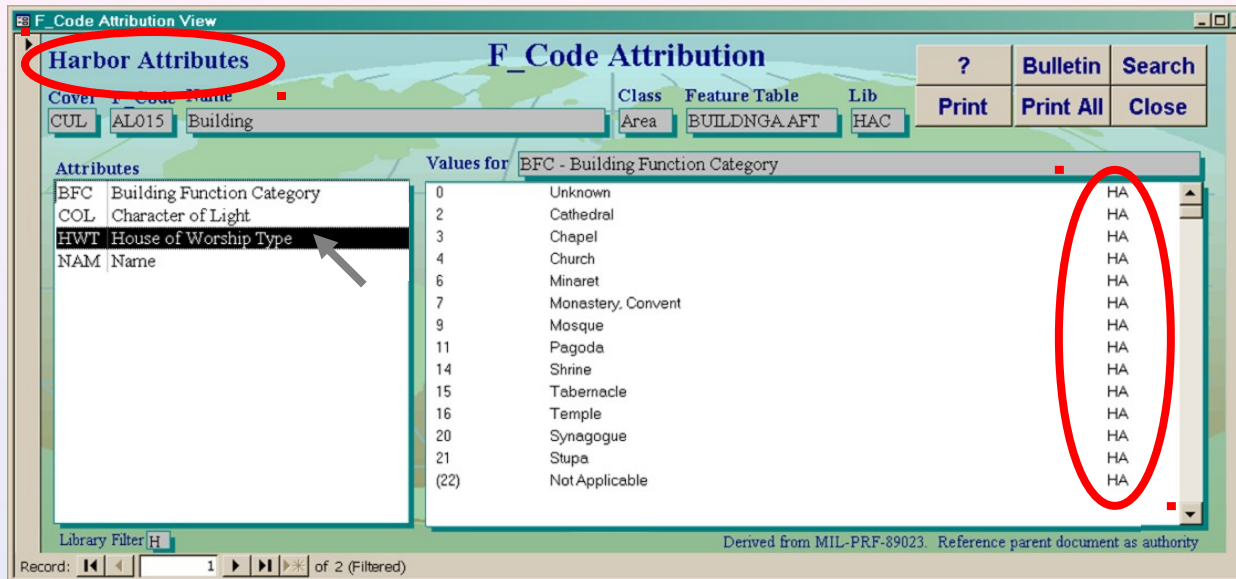 F_Code Attribution View
Harbor Attributes
F_Code Attribution
?
Bulletin
Search
Print
Print All
Close
Cover F_Code Name
Class Feature Table Lib
CUL AL015 Building
Area BUILDNGA.AFT HAC
Attributes
BFC Building Function Category
COL Character of Light
HWT House of Worship Type
NAM Name
Values for BFC - Building Function Category
0 Unknown HA
2 Cathedral HA
3 Chapel HA
4 Church HA
6 Minaret HA
7 Monastery, Convent HA
9 Mosque HA
11 Pagoda HA
14 Shrine HA
15 Tabernacle HA
16 Temple HA
20 Synagogue HA
21 Stupa HA
(22) Not Applicable HA
Library Filter H
Derived from MIL-PRF-89023. Reference parent document as authority
Record: 1 of 2 (Filtered)